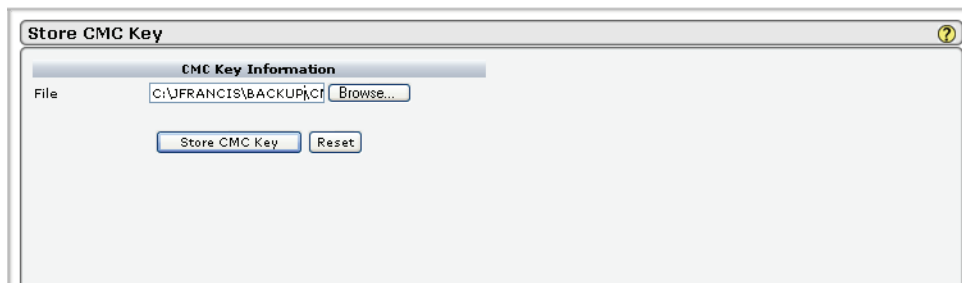 Store CMC Key
?
CMC Key Information
File C:\JFRANCIS\BACKUP\ Browse...
Store CMC Key Reset